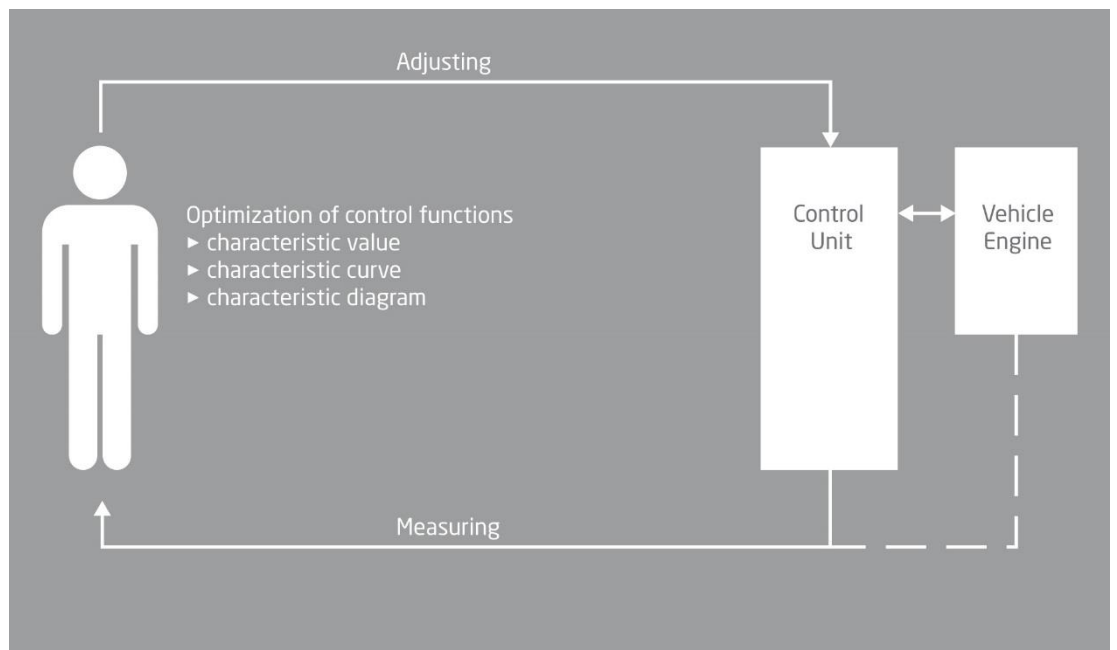 Adjusting
Optimization of control functions
► characteristic value
► characteristic curve
► characteristic diagram
Control
Unit
Vehicle
Engine
Measuring